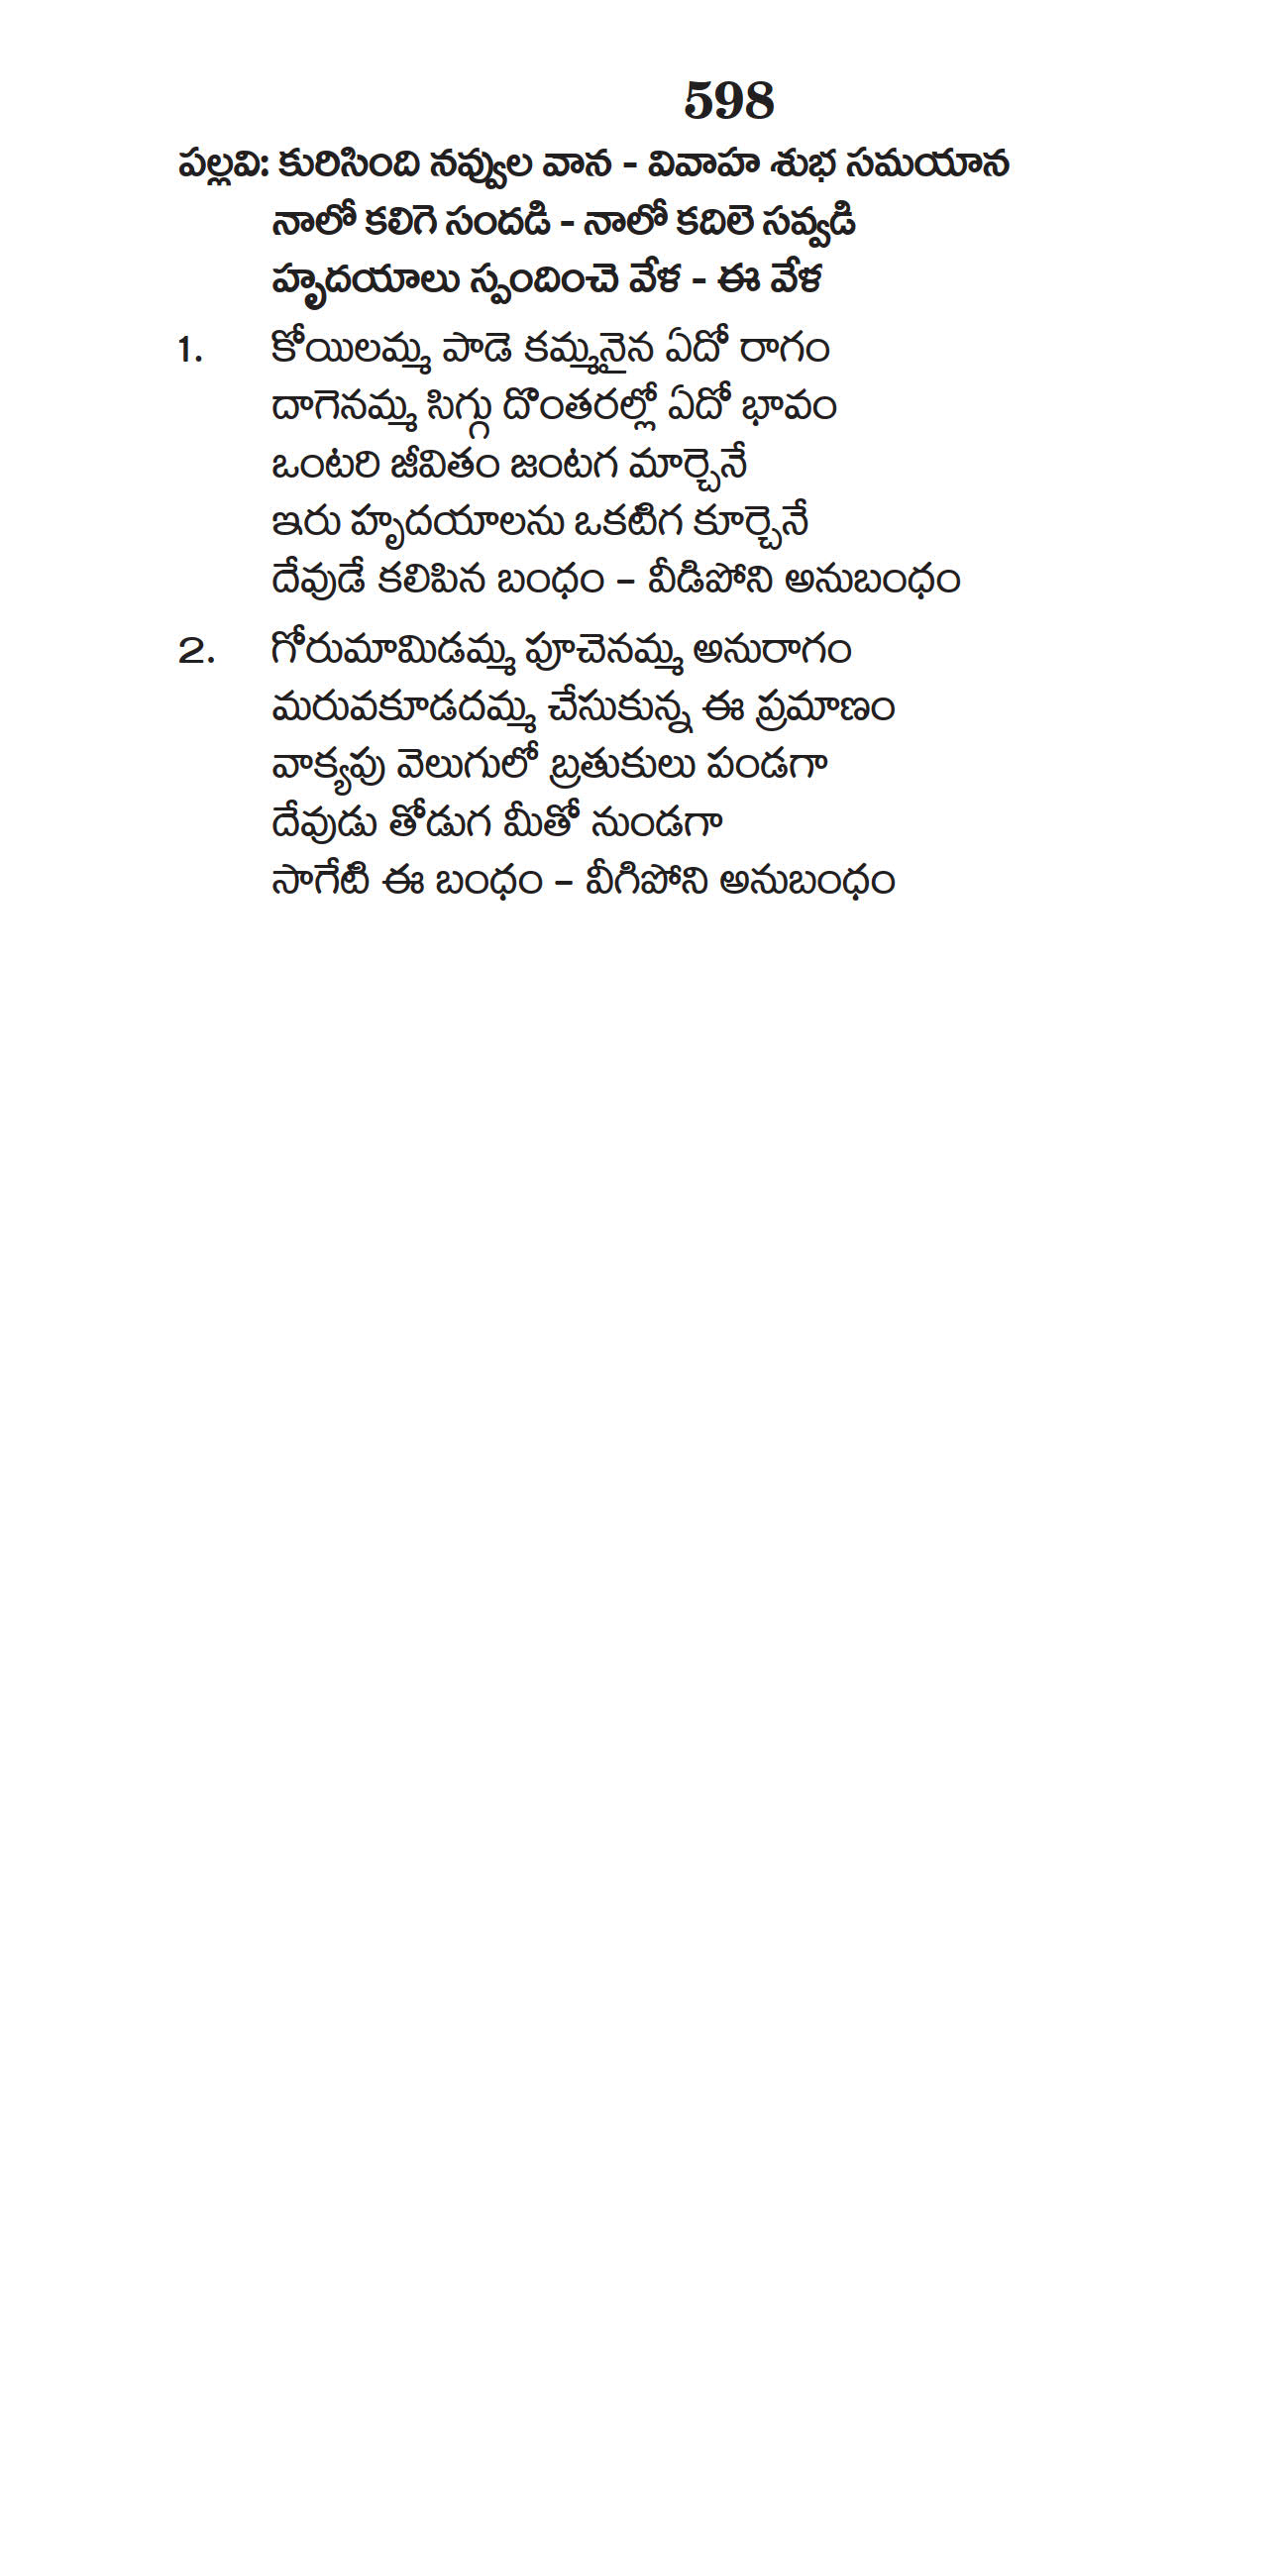 598
పల్లవి: కురిసింది నవ్వుల వాన - వివాహ శుభ సమయాన
నాలో కలిగె సందడి - నాలో కదిలె సవ్వడి
హృదయాలు స్పందించె వేళ - ఈ వేళ
1. కోయిలమ్మ పాడె కమ్మనైన ఏదో రాగం
దాగెనమ్మ సిగ్గు దొంతరల్లో ఏదో భావం
ఒంటరి జీవితం జంటగ మార్చెనే
ఇరు హృదయాలను ఒకటిగ కూర్చెనే
దేవుడే కలిపిన బంధం – వీడిపోని అనుబంధం
2. గోరుమామిడమ్మ పూచెనమ్మ అనురాగం
మరువకూడదమ్మ చేసుకున్న ఈ ప్రమాణం
వాక్యపు వెలుగులో బ్రతుకులు పండగా
దేవుడు తోడుగ మీతో నుండగా
సాగేటి ఈ బంధం – వీగిపోని అనుబంధం